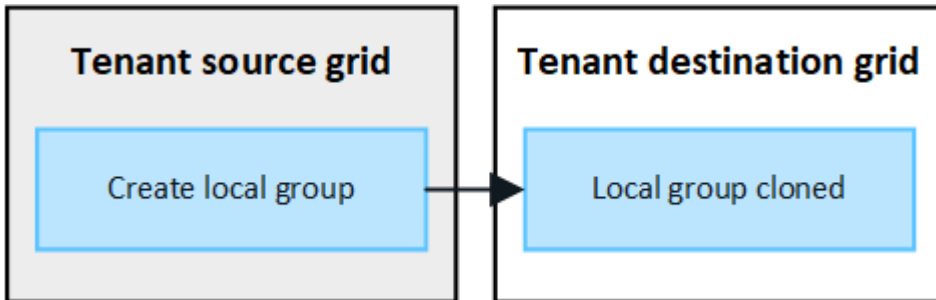 Tenant source grid
Tenant destination grid
Create local group
Local group cloned